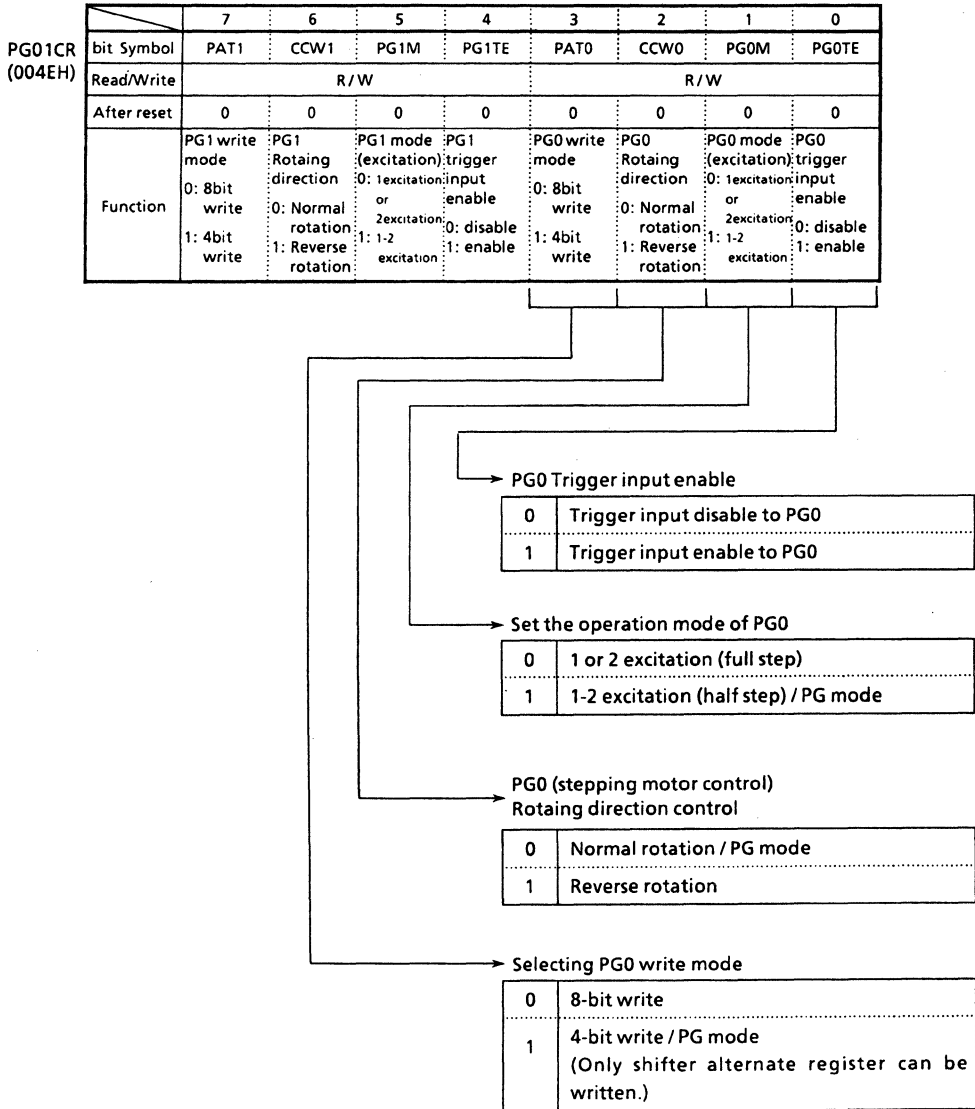 7 6 5 4 3 2 1 0
PG01CR
(004EH)
bit Symbol PAT1 CCW1 PG1M PG1TE PAT0 CCW0 PG0M PG0TE
Read/Write R/W R/W
After reset 0 0 0 0 0 0 0 0
Function
PG1 write mode 0: 8bit write 1: 4bit write
PG1 Rotaing direction 0: Normal rotation 1: Reverse rotation
PG1 mode (excitation) 0: 1excitation or 2excitation 1: 1-2 excitation
PG1 trigger input enable 0: disable 1: enable
PG0 write mode 0: 8bit write 1: 4bit write
PG0 Rotaing direction 0: Normal rotation 1: Reverse rotation
PG0 mode (excitation) 0: 1excitation or 2excitation 1: 1-2 excitation
PG0 trigger input enable 0: disable 1: enable
PG0 Trigger input enable
0 Trigger input disable to PG0
1 Trigger input enable to PG0
Set the operation mode of PG0
0 1 or 2 excitation (full step)
1 1-2 excitation (half step) / PG mode
PG0 (stepping motor control)
Rotaing direction control
0 Normal rotation / PG mode
1 Reverse rotation
Selecting PG0 write mode
0 8-bit write
1 4-bit write / PG mode
(Only shifter alternate register can be
written.)